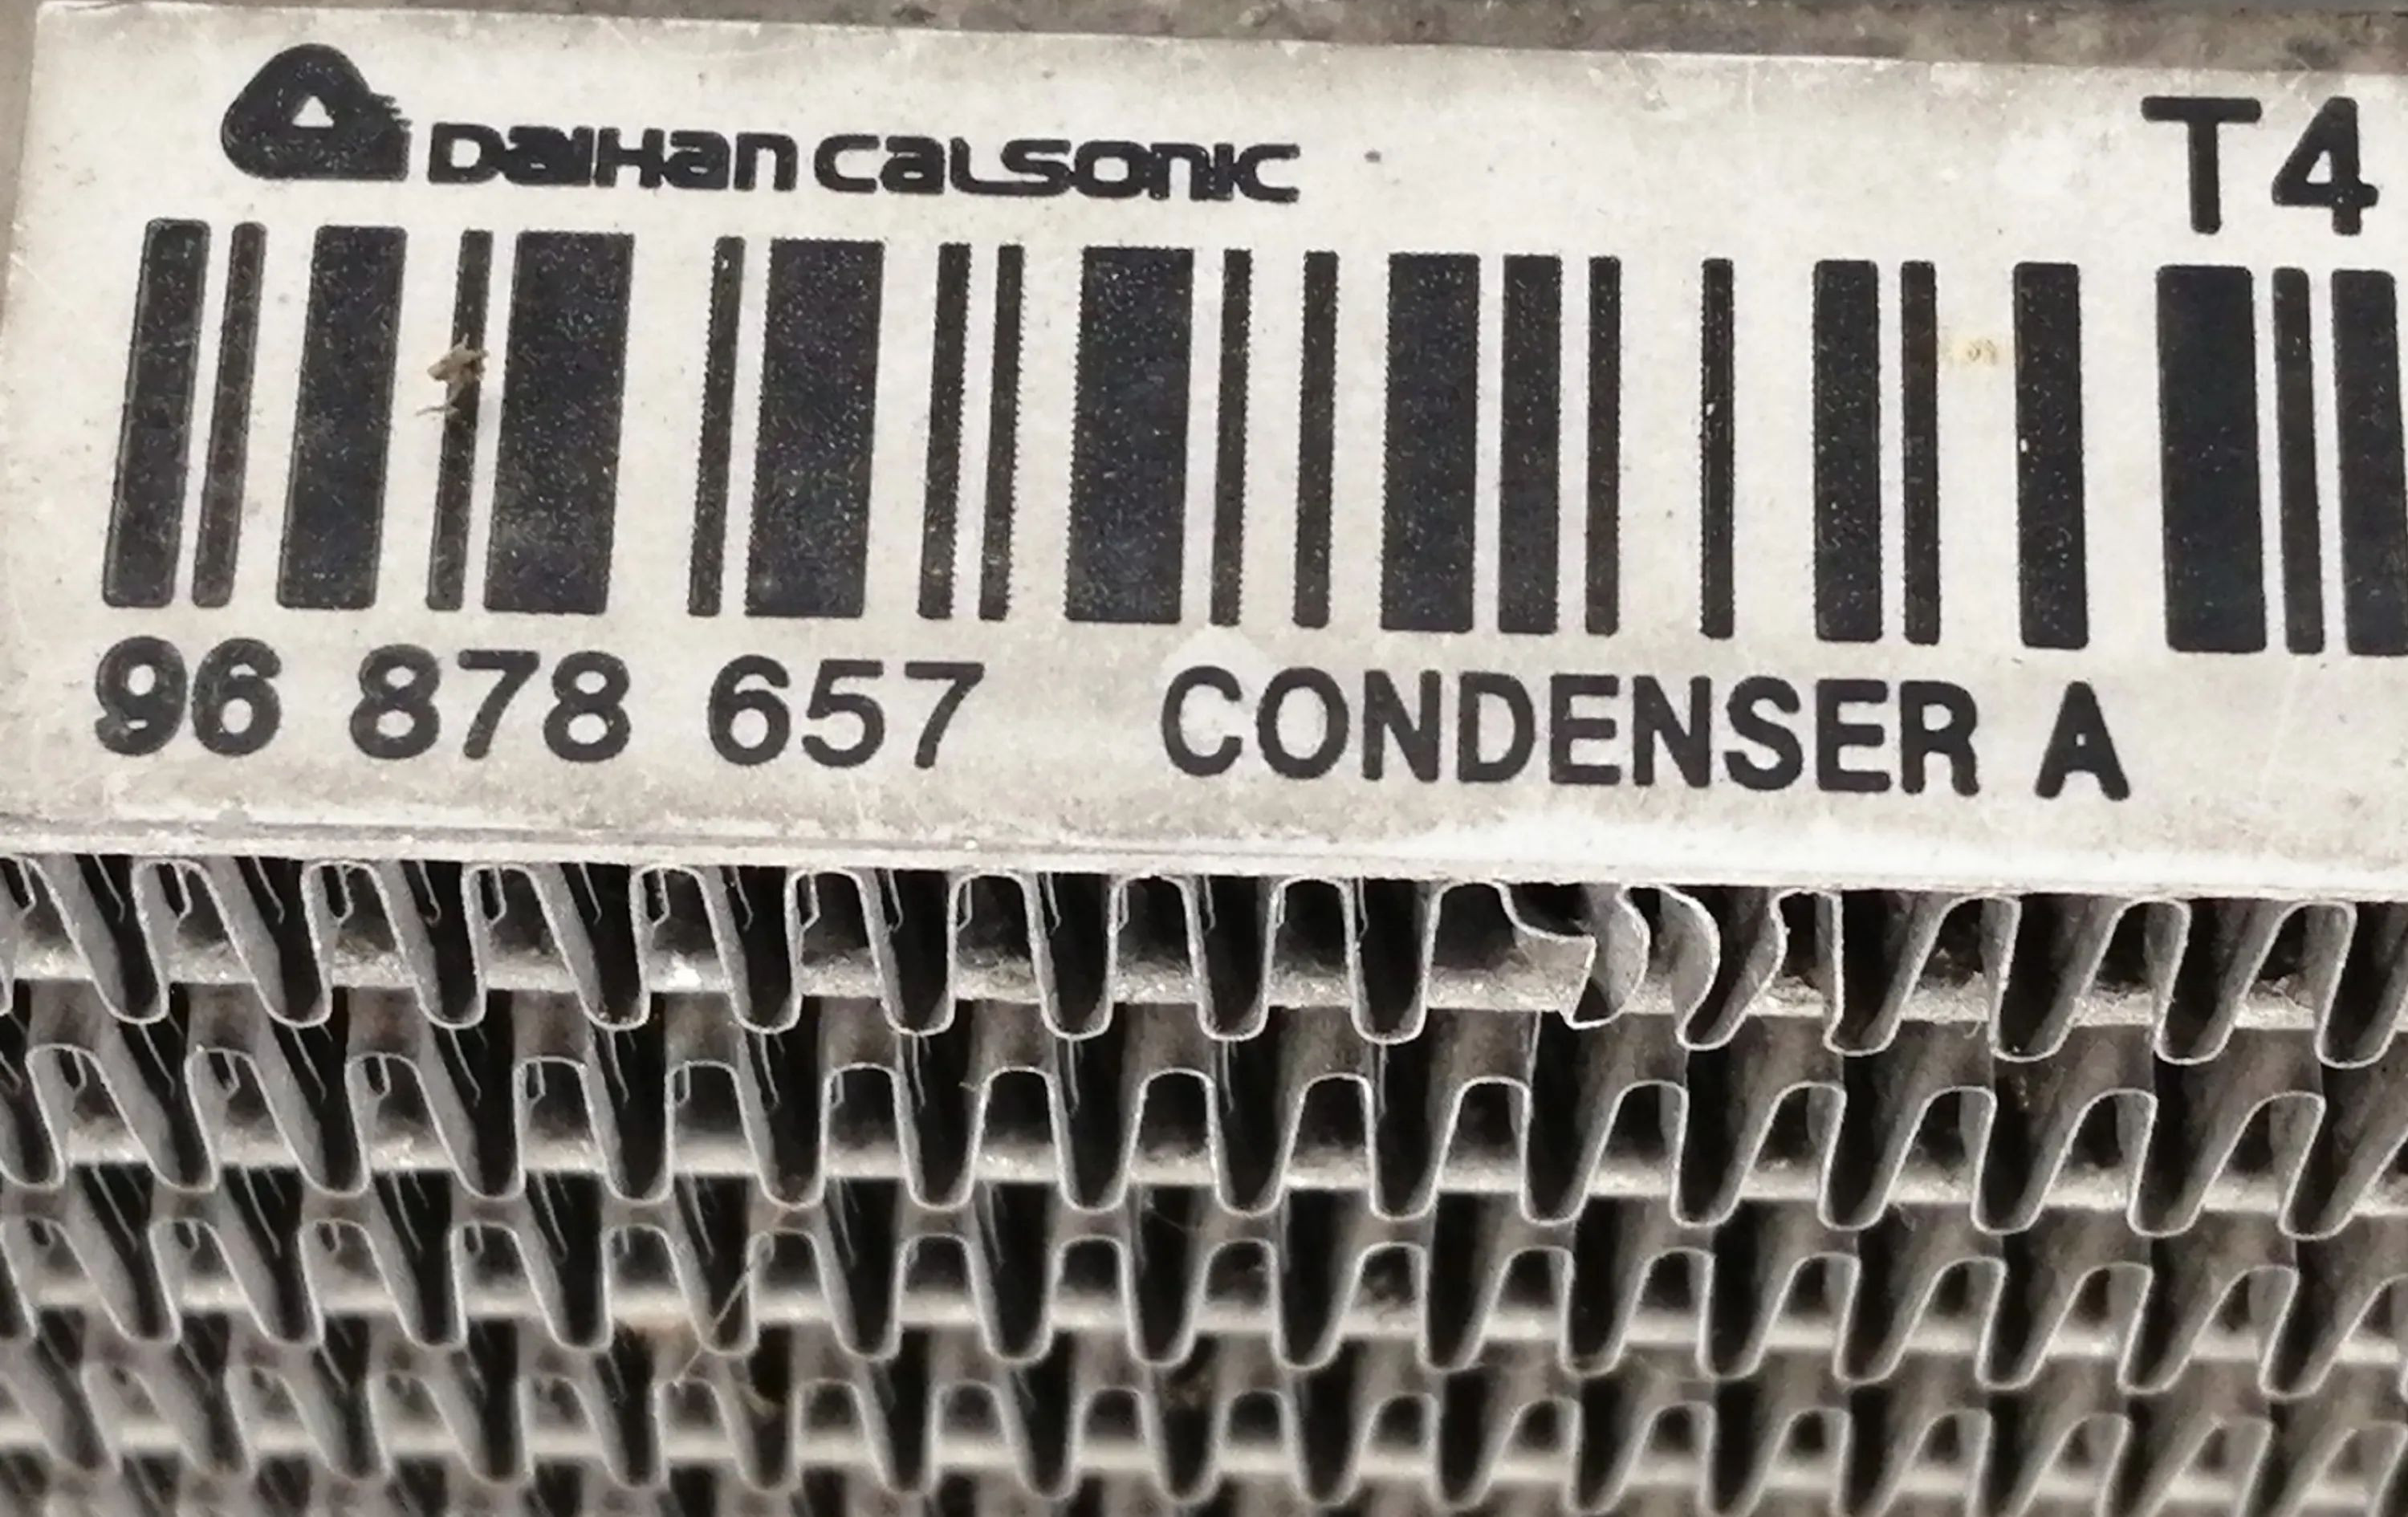 DAIHAN CALSONIC T4
96 878 657 CONDENSER A